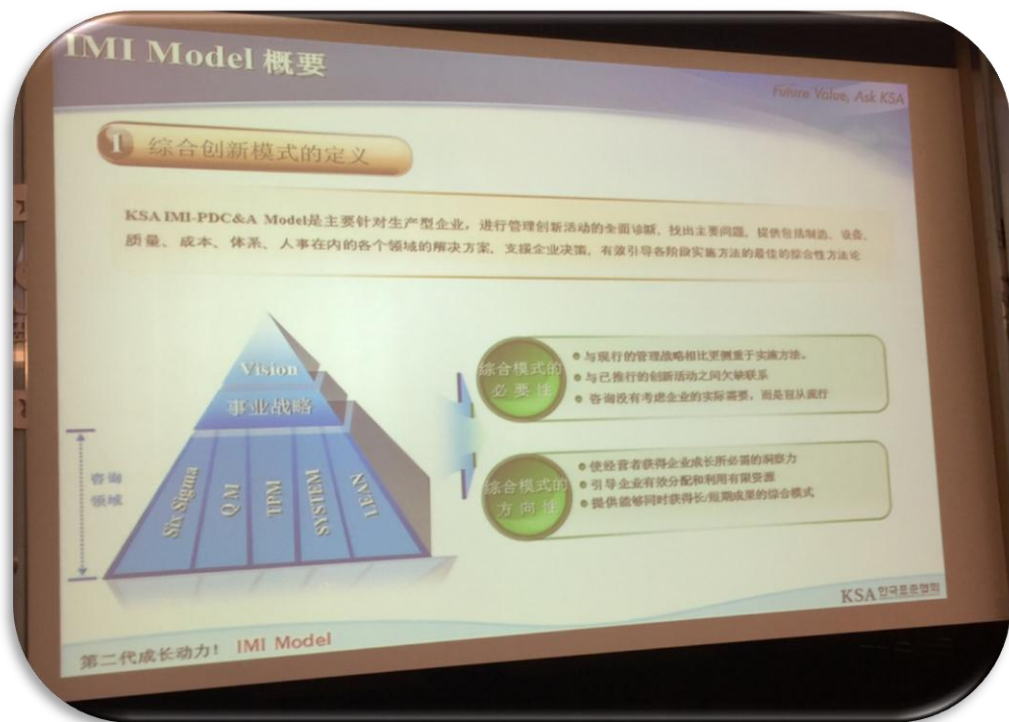 IMI Model 概要
Future Value, Ask KSA
1 综合创新模式的定义
KSA IMI-PDC&A Model是主要针对生产型企业，进行管理创新活动的全面诊断，找出主要问题，提供包括制造、设备、
质量、成本、体系、人事在内的各个领域的解决方案，支援企业决策，有效引导各阶段实施方法的最佳的综合性方法论
Vision
事业战略
咨询
领域
Six Sigma
QM
TPM
SYSTEM
LEAN
综合模式的
必要性
与现行的管理战略相比更侧重于实施方法。
与已推行的创新活动之间欠缺联系
咨询没有考虑企业的实际需要，而是盲从流行
综合模式的
方向性
使经营者获得企业成长所必需的洞察力
引导企业有效分配和利用有限资源
提供能够同时获得长/短期成果的综合模式
KSA 한국표준협회
第二代成长动力! IMI Model